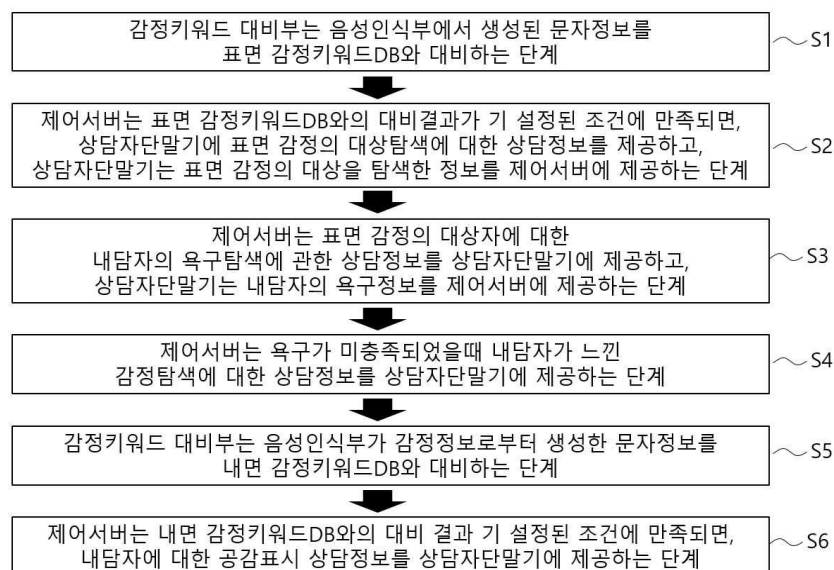 감정키워드 대비부는 음성인식부에서 생성된 문자정보를
표면 감정키워드DB와 대비하는 단계
S1
제어서버는 표면 감정키워드DB와의 대비결과가 기 설정된 조건에 만족되면,
상담자단말기에 표면 감정의 대상탐색에 대한 상담정보를 제공하고,
상담자단말기는 표면 감정의 대상을 탐색한 정보를 제어서버에 제공하는 단계
S2
제어서버는 표면 감정의 대상자에 대한
내담자의 욕구탐색에 관한 상담정보를 상담자단말기에 제공하고,
상담자단말기는 내담자의 욕구정보를 제어서버에 제공하는 단계
S3
제어서버는 욕구가 미충족되었을때 내담자가 느낀
감정탐색에 대한 상담정보를 상담자단말기에 제공하는 단계
S4
감정키워드 대비부는 음성인식부가 감정정보로부터 생성한 문자정보를
내면 감정키워드DB와 대비하는 단계
S5
제어서버는 내면 감정키워드DB와의 대비 결과 기 설정된 조건에 만족되면,
내담자에 대한 공감표시 상담정보를 상담자단말기에 제공하는 단계
S6